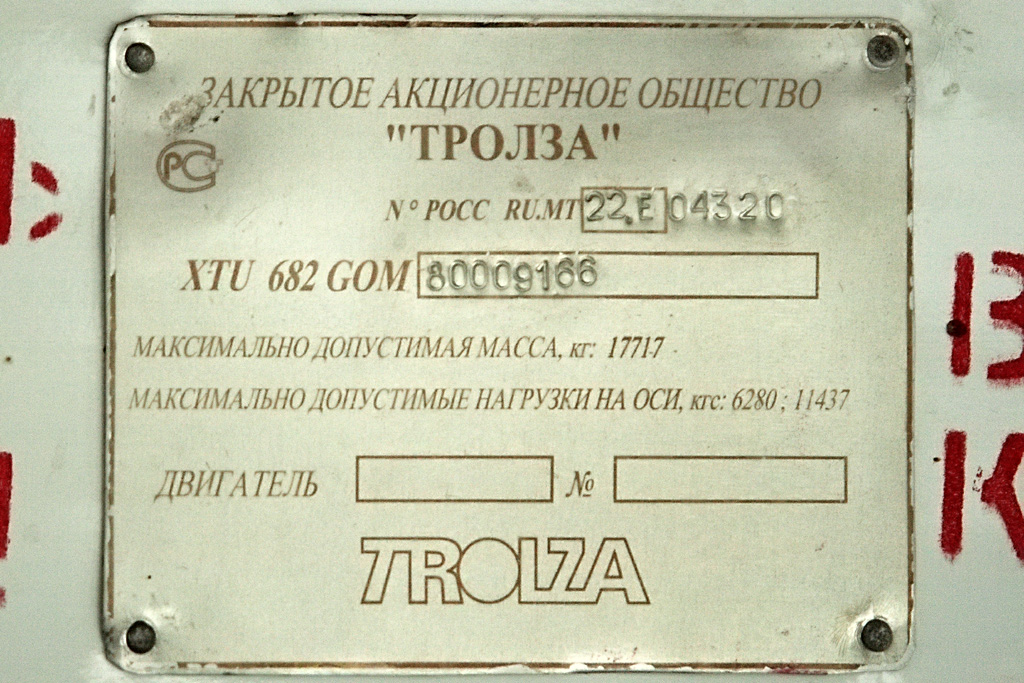 ЗАКРЫТОЕ АКЦИОНЕРНОЕ ОБЩЕСТВО
"ТРОЛЗА"
РС
N° РОСС RU.МТ 22.Е 04320
XTU 682 GOM 80009166
МАКСИМАЛЬНО ДОПУСТИМАЯ МАССА, кг: 17717
МАКСИМАЛЬНО ДОПУСТИМЫЕ НАГРУЗКИ НА ОСИ, кгс: 6280 ; 11437
ДВИГАТЕЛЬ №
TROLZA
В
К